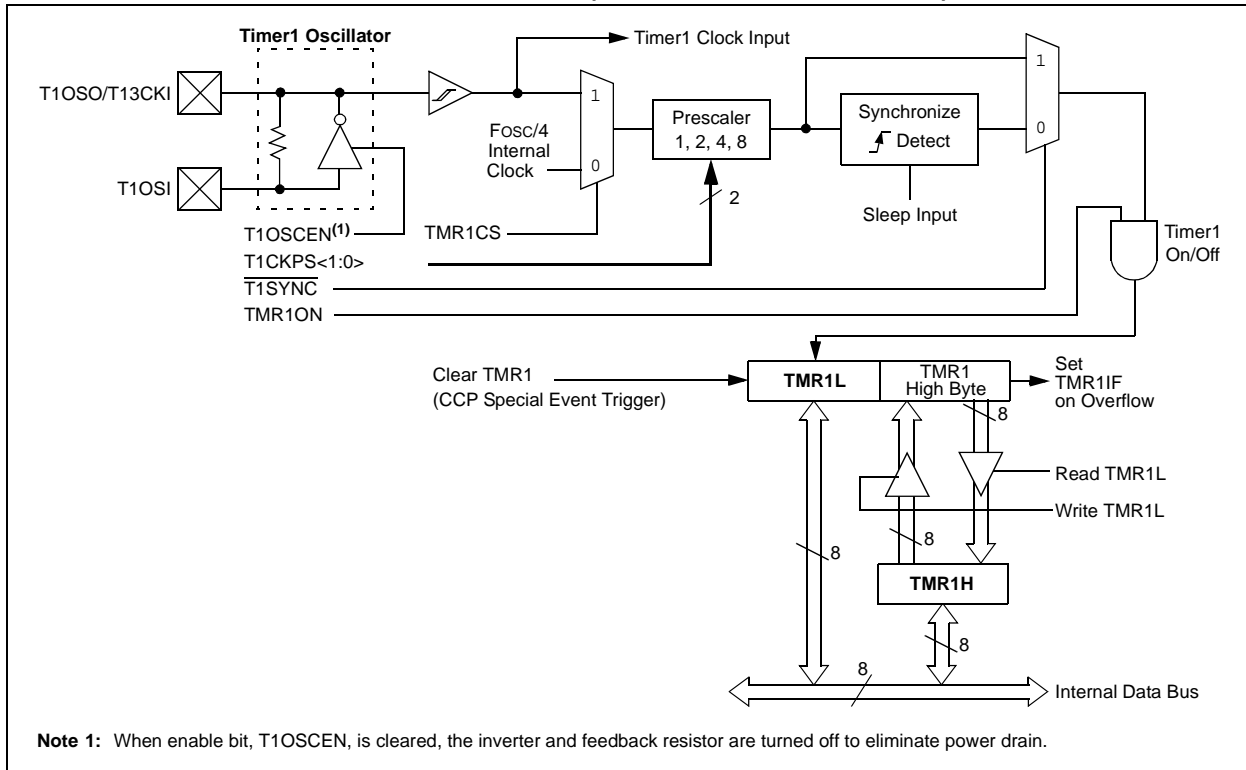 Timer1 Oscillator
Timer1 Clock Input
T1OSO/T13CKI
T1OSI
1
0
FOSC/4
Internal
Clock
Prescaler
1, 2, 4, 8
Synchronize
Detect
1
0
2
Sleep Input
T1OSCEN(1)
TMR1CS
T1CKPS<1:0>
T1SYNC
TMR1ON
Timer1
On/Off
Clear TMR1
(CCP Special Event Trigger)
TMR1L
TMR1
High Byte
Set
TMR1IF
on Overflow
8
Read TMR1L
Write TMR1L
8
8
TMR1H
8
8
Internal Data Bus
Note 1: When enable bit, T1OSCEN, is cleared, the inverter and feedback resistor are turned off to eliminate power drain.